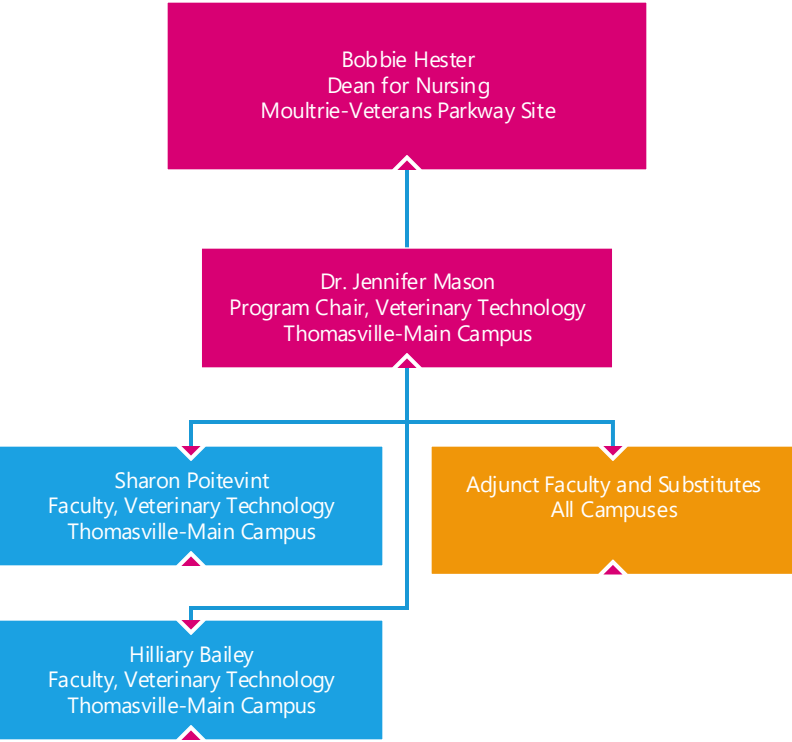 Bobbie Hester
Dean for Nursing
Moultrie-Veterans Parkway Site
Dr. Jennifer Mason
Program Chair, Veterinary Technology
Thomasville-Main Campus
Sharon Poitevint
Faculty, Veterinary Technology
Thomasville-Main Campus
Adjunct Faculty and Substitutes
All Campuses
Hilliary Bailey
Faculty, Veterinary Technology
Thomasville-Main Campus